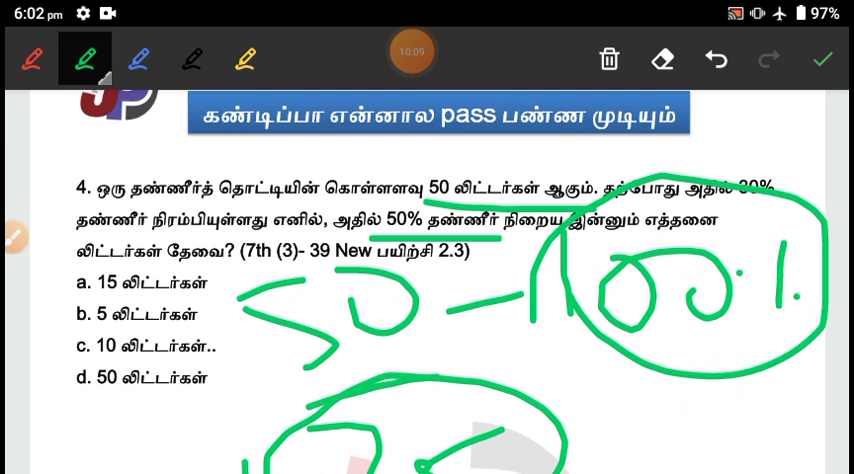 6:02 pm
97%
10:09
JP
கண்டிப்பா என்னால pass பண்ண முடியும்
4. ஒரு தண்ணீர்த் தொட்டியின் கொள்ளளவு 50 லிட்டர்கள் ஆகும். தற்போது அதில் 30%
தண்ணீர் நிரம்பியுள்ளது எனில், அதில் 50% தண்ணீர் நிறைய இன்னும் எத்தனை
லிட்டர்கள் தேவை? (7th (3)- 39 New பயிற்சி 2.3)
a. 15 லிட்டர்கள்
b. 5 லிட்டர்கள்
c. 10 லிட்டர்கள்..
d. 50 லிட்டர்கள்
50 – 100%